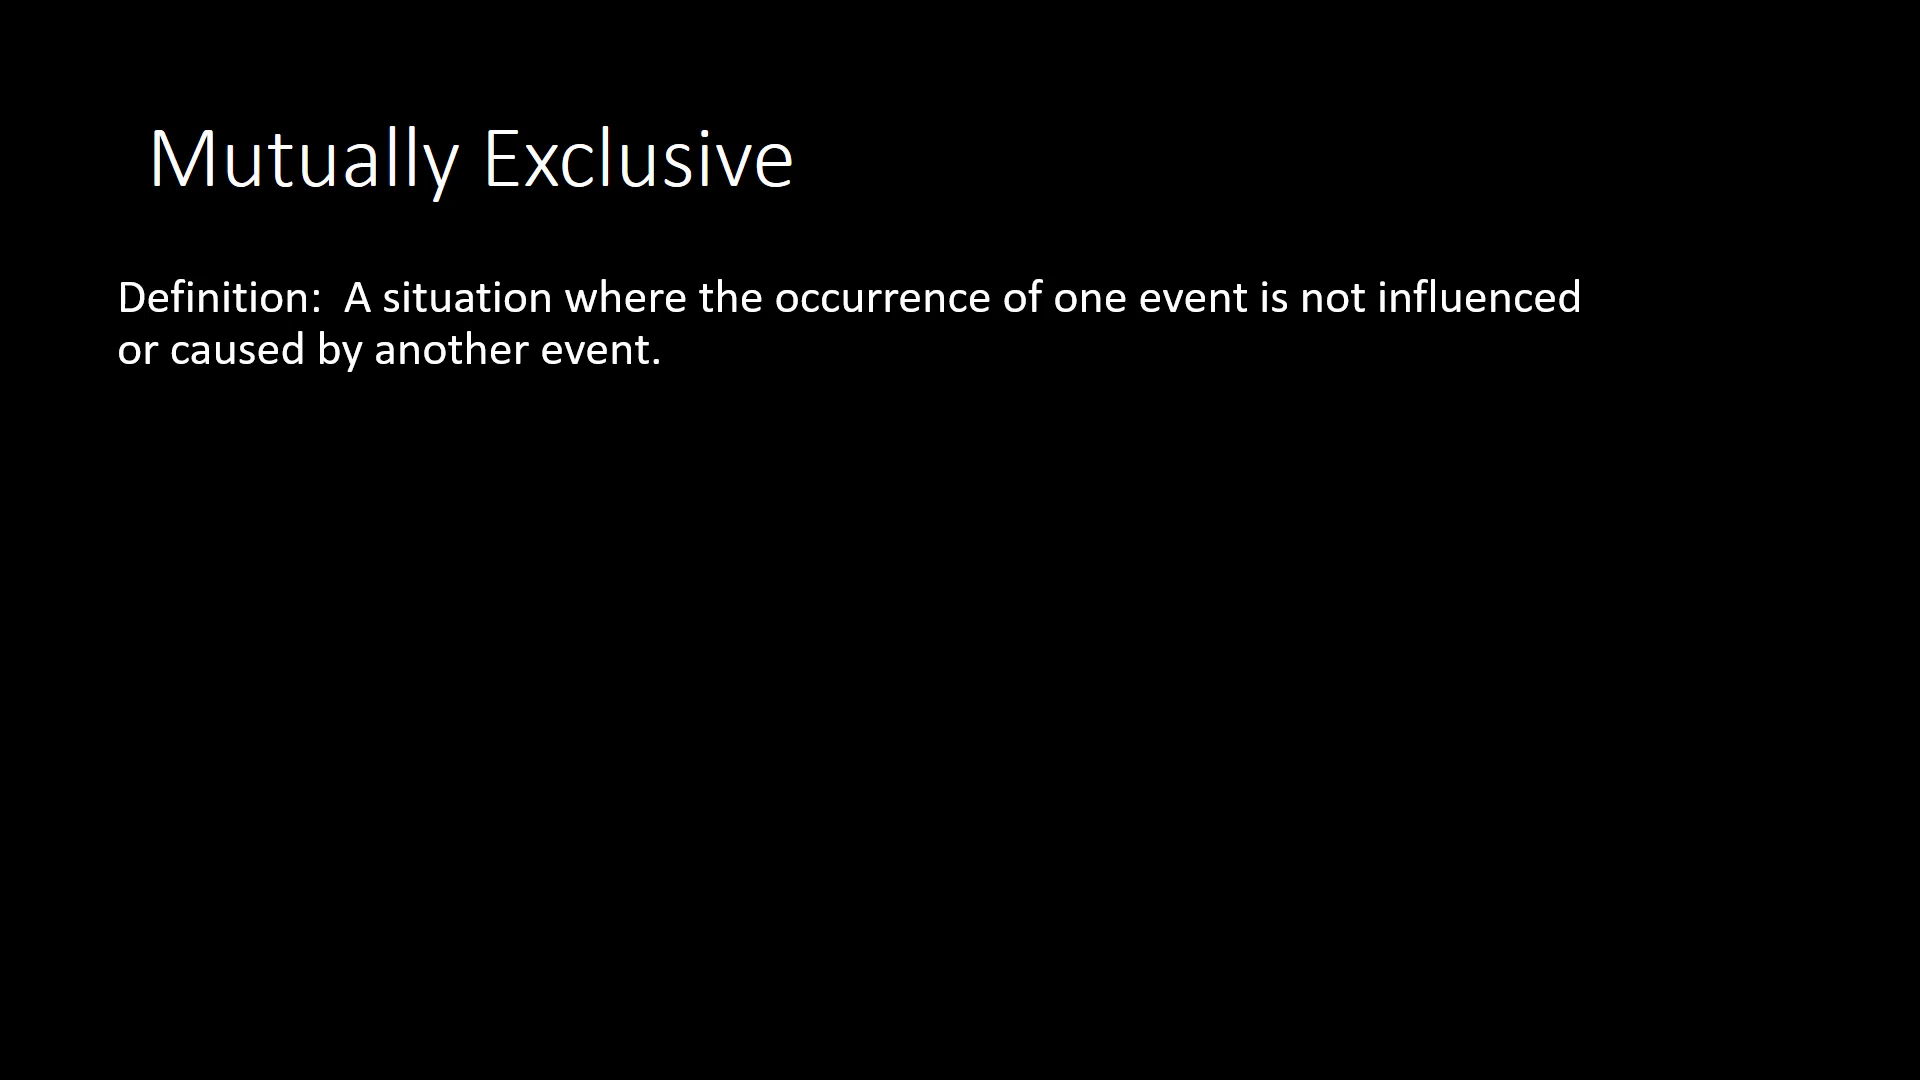 Mutually Exclusive
Definition:  A situation where the occurrence of one event is not influenced
or caused by another event.